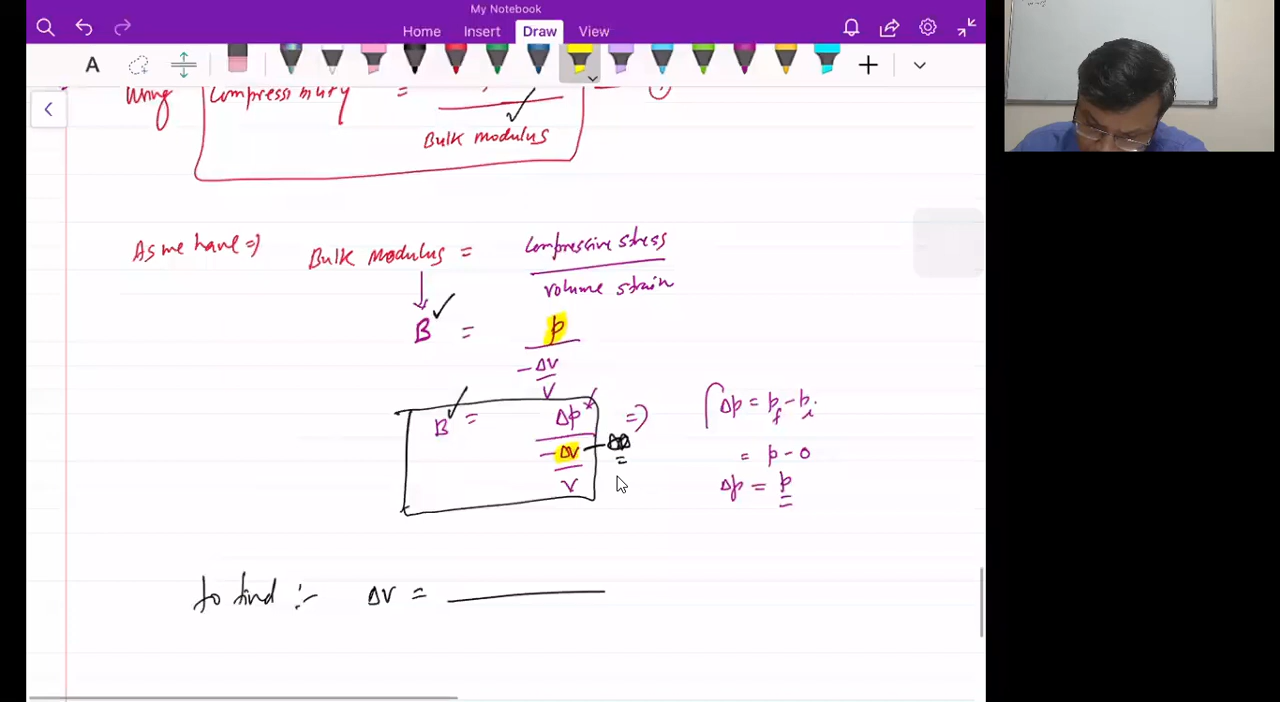 My Notebook
Home Insert Draw View
A
Using Compressibility =
Bulk Modulus
As we have => Bulk Modulus = Compressive stress
volume strain
B = p
- ΔV
V
B = Δp =>
- ΔV
V
Δp = pf - pi
= p - 0
Δp = p
To find :- ΔV =